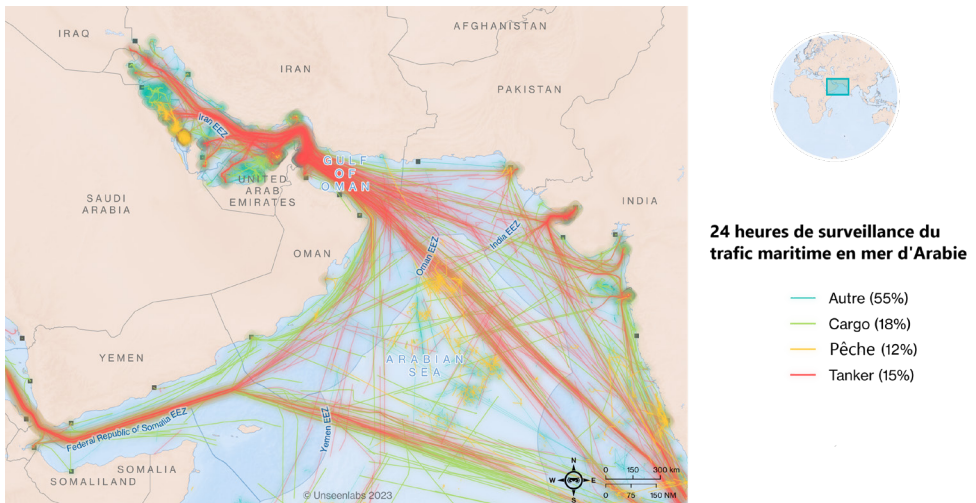 IRAQ
AFGHANISTAN
IRAN
PAKISTAN
Iran EEZ
GULF
OF
OMAN
UNITED
ARAB
EMIRATES
SAUDI
ARABIA
INDIA
OMAN
Oman EEZ
India EEZ
YEMEN
ARABIAN
SEA
Federal Republic of Somalia EEZ
Yemen EEZ
SOMALIA
SOMALILAND
© Unseenlabs 2023
N
W
E
S
0 150 300 km
0 75 150 NM
24 heures de surveillance du
trafic maritime en mer d'Arabie
Autre (55%)
Cargo (18%)
Pêche (12%)
Tanker (15%)